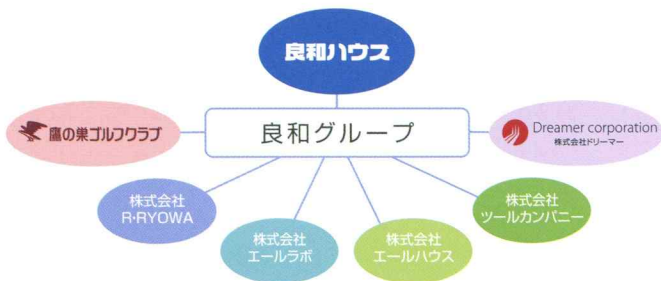 良和ハウス
鷹の巣ゴルフクラブ
良和グループ
Dreamer corporation
株式会社ドリーマー
株式会社
R・RYOWA
株式会社
エールラボ
株式会社
エールハウス
株式会社
ツールカンパニー